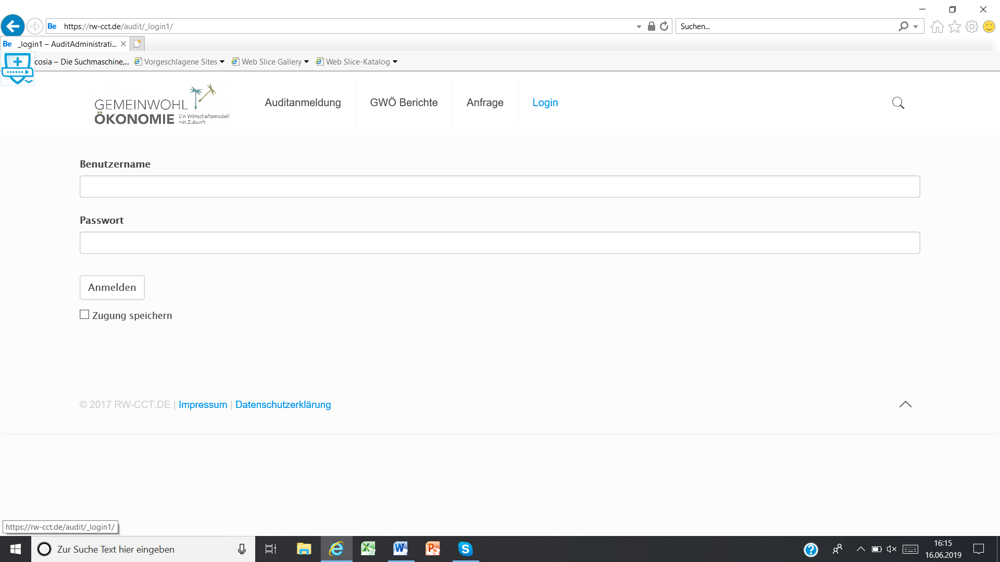 Be https://rw-cct.de/audit/_login1/ Suchen...
Be _login1 – AuditAdministrati...
cosia – Die Suchmaschine,... Vorgeschlagene Sites Web Slice Gallery Web Slice-Katalog
GEMEINWOHL
ÖKONOMIE Ein Wirtschaftsmodell
mit Zukunft
Auditanmeldung GWÖ Berichte Anfrage Login
Benutzername
Passwort
Anmelden
Zugung speichern
© 2017 RW-CCT.DE | Impressum | Datenschutzerklärung
https://rw-cct.de/audit/_login1/
Zur Suche Text hier eingeben
16:15
16.06.2019